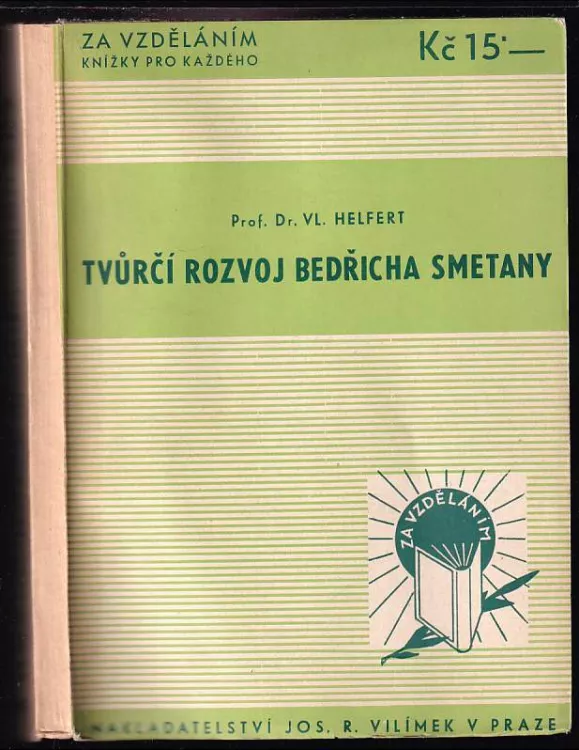 ZA VZDĚLÁNÍM
KNÍŽKY PRO KAŽDÉHO
Kč 15·—
Prof. Dr. VL. HELFERT
TVŮRČÍ ROZVOJ BEDŘICHA SMETANY
ZA VZDĚLÁNÍM
NAKLADATELSTVÍ JOS. R. VILÍMEK V PRAZE